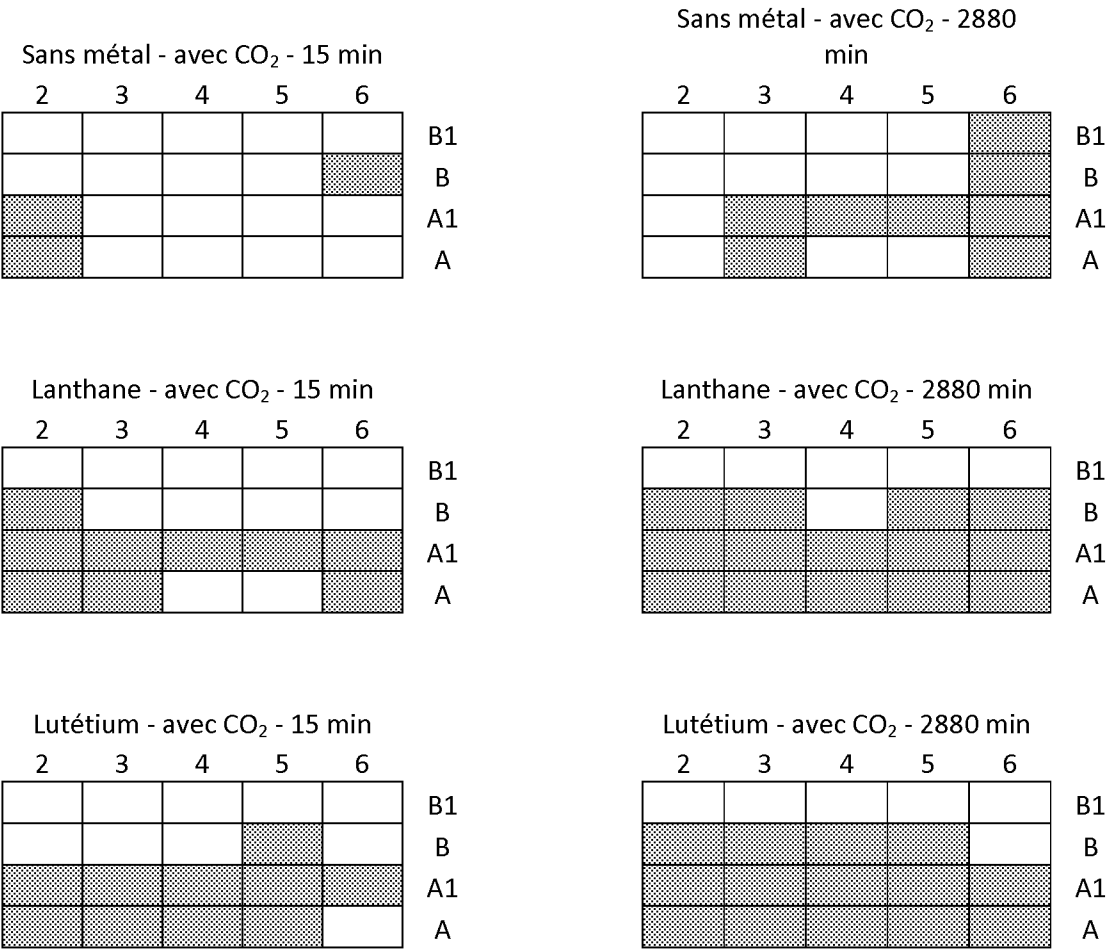 Sans métal - avec CO₂ - 15 min
2 3 4 5 6
B1
B
A1
A
Sans métal - avec CO₂ - 2880
min
2 3 4 5 6
B1
B
A1
A
Lanthane - avec CO₂ - 15 min
2 3 4 5 6
B1
B
A1
A
Lanthane - avec CO₂ - 2880 min
2 3 4 5 6
B1
B
A1
A
Lutétium - avec CO₂ - 15 min
2 3 4 5 6
B1
B
A1
A
Lutétium - avec CO₂ - 2880 min
2 3 4 5 6
B1
B
A1
A